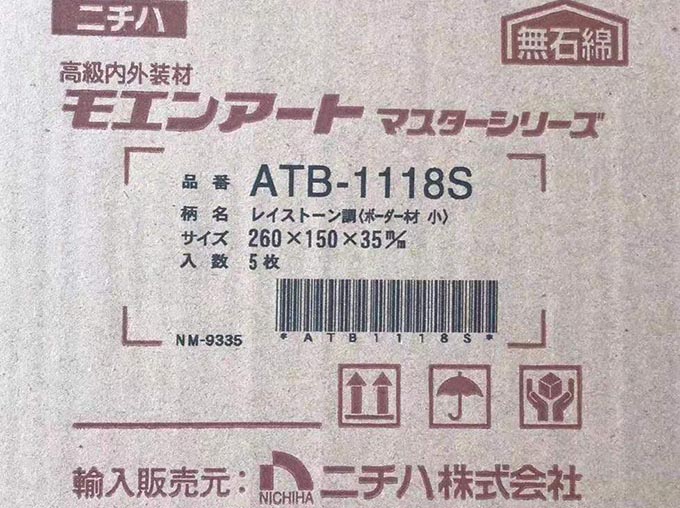 ニチハ
無石綿
高級内外装材
モエンアート マスターシリーズ
品番 ATB-1118S
柄名 レイストーン調〈ボーダー材 小〉
サイズ 260×150×35m/m
入数 5枚
NM-9335 *ATB1118S*
輸入販売元: NICHIHA ニチハ株式会社